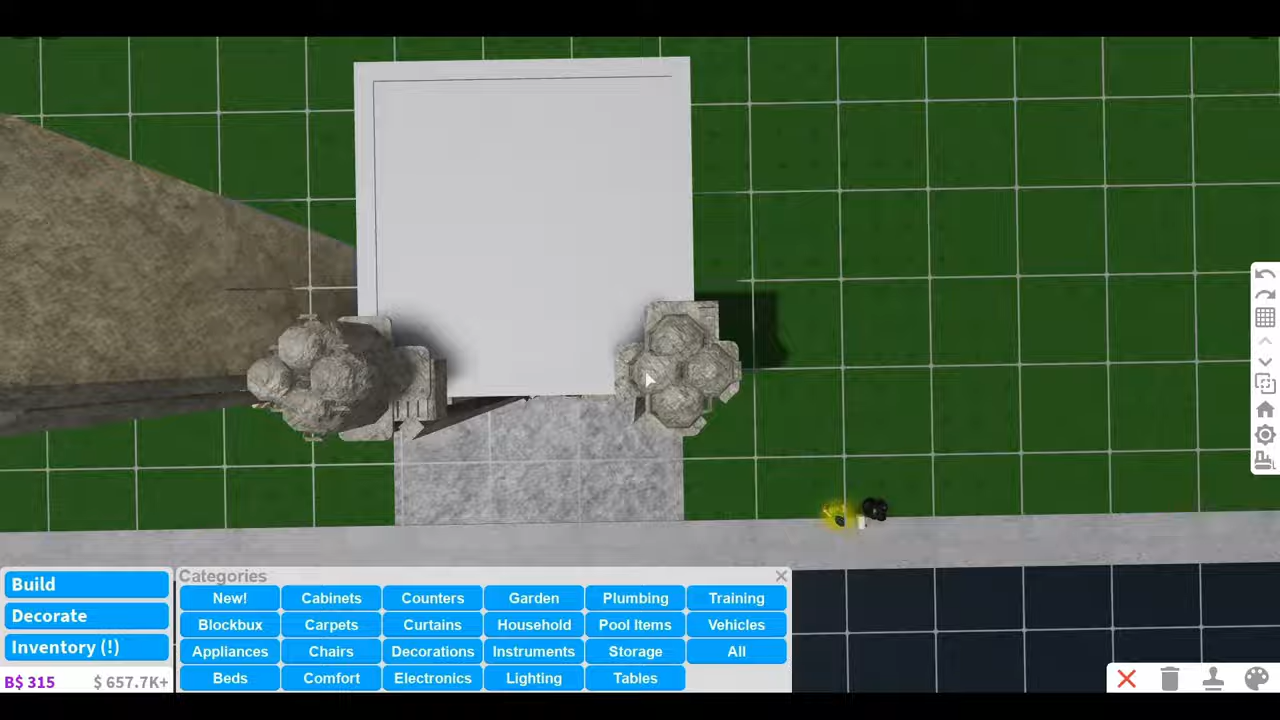 Build
Decorate
Inventory (!)
B$ 315
$ 657.7K+
Categories
New!
Cabinets
Counters
Garden
Plumbing
Training
Blockbux
Carpets
Curtains
Household
Pool Items
Vehicles
Appliances
Chairs
Decorations
Instruments
Storage
All
Beds
Comfort
Electronics
Lighting
Tables